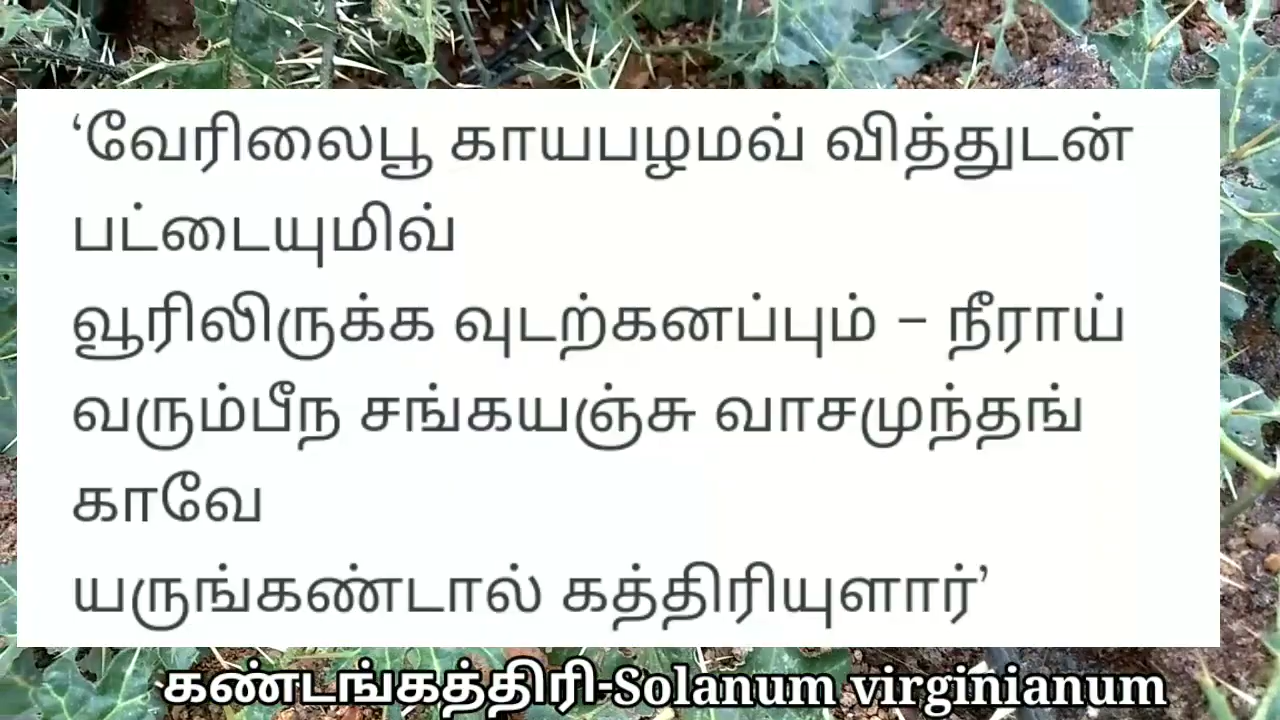 ‘வேரிலைபூ காயபழமவ் வித்துடன்
பட்டையுமிவ்
வூரிலிருக்க வுடற்கனப்பும் – நீராய்
வரும்பீந சங்கயஞ்சு வாசமுந்தங்
காவே
யருங்கண்டால் கத்திரியுளார்’
கண்டங்கத்திரி-Solanum virginianum